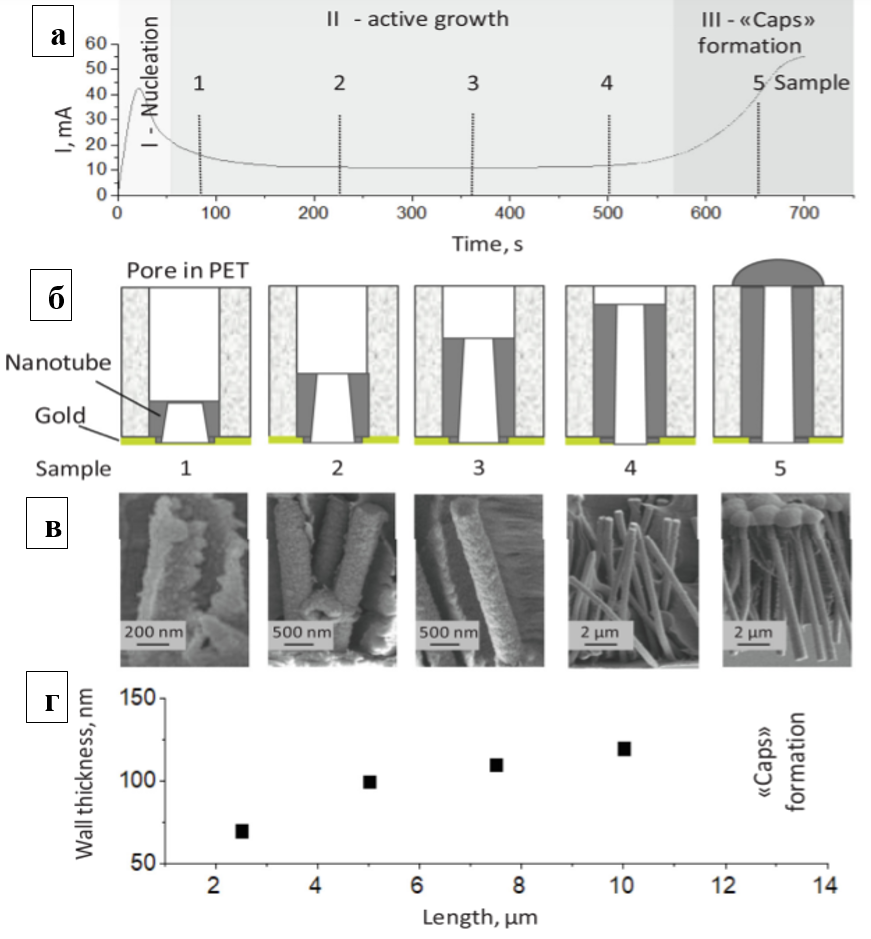 а
II - active growth
III - «Caps»
formation
I - Nucleation
1
2
3
4
5 Sample
I, mA
60
50
40
30
20
10
0
0
100
200
300
400
500
600
700
Time, s
б
Pore in PET
Nanotube
Gold
Sample
1
2
3
4
5
в
200 nm
500 nm
500 nm
2 µm
2 µm
г
Wall thickness, nm
150
100
50
«Caps»
formation
2
4
6
8
10
12
14
Length, µm